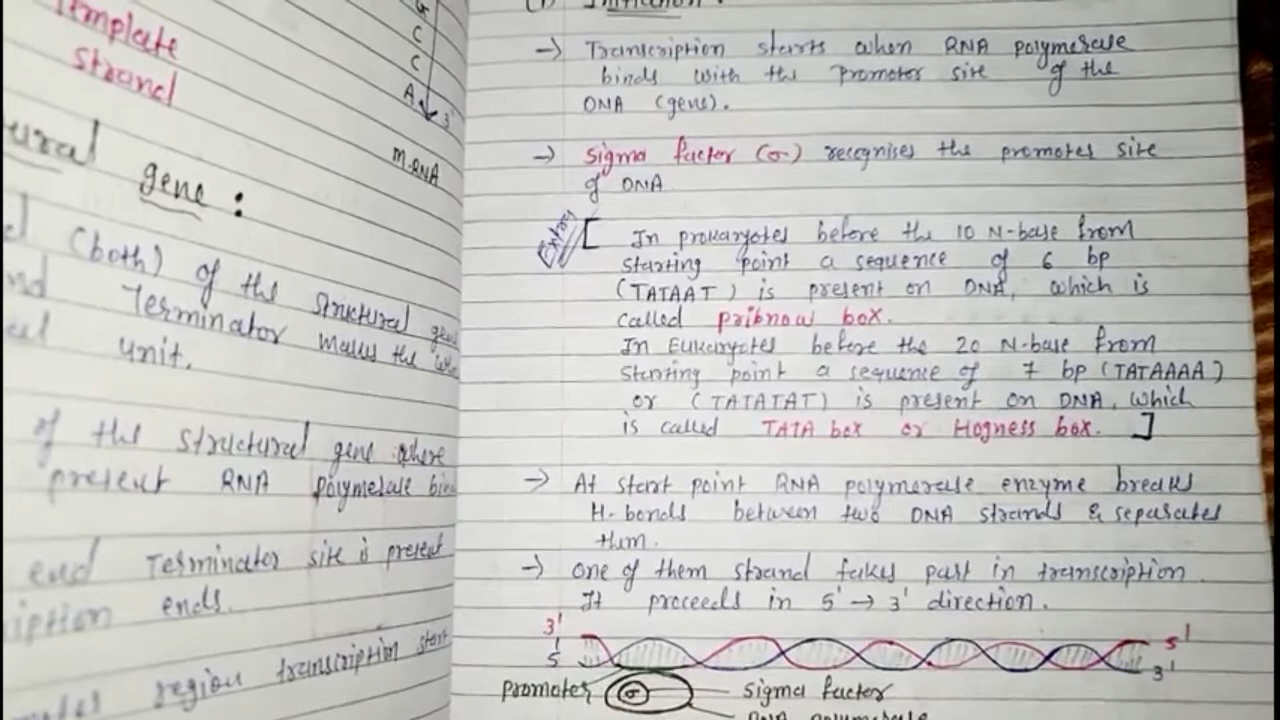 Template
Strand
G
C
C
A
3'
m-RNA
gene :
(both) of the structural
Terminator makes the
unit.
of the structural gene where
present RNA polymerase
end Terminator site is present
ends.
region transcription start
(i) Initiation :
→ Transcription starts when RNA polymerase
binds with the promoter site of the
DNA (gene).
→ Sigma factor (σ) recognises the promoter site
of DNA
Extra
[ In prokaryotes before the 10 N-base from
starting point a sequence of 6 bp
(TATAAT) is present on DNA, which is
called pribnow box.
In Eukaryotes before the 20 N-base from
starting point a sequence of 7 bp (TATAAAA)
or (TATATAT) is present on DNA, which
is called TATA box or Hogness box. ]
→ At start point RNA polymerase enzyme breaks
H-bonds between two DNA strands & separates
them.
→ One of them strand takes part in transcription.
It proceeds in 5' → 3' direction.
3' 5'
5' 3'
promoter σ sigma factor
RNA polymerase